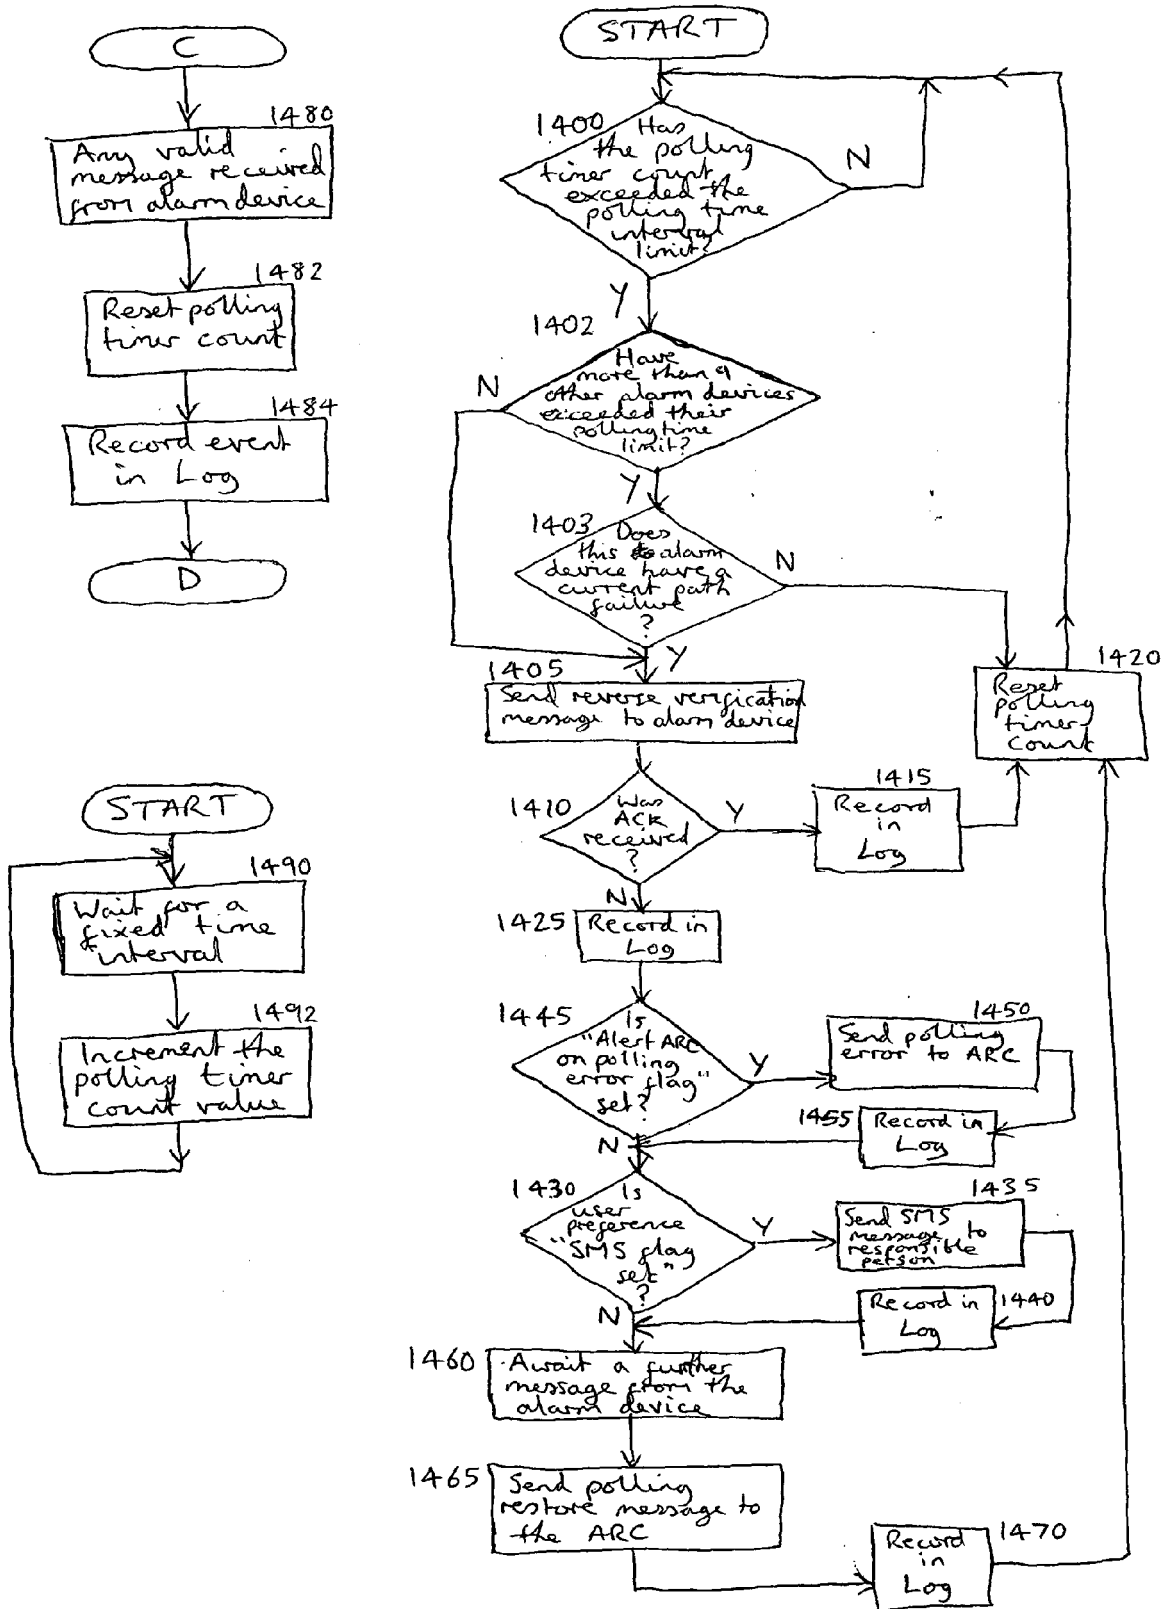 C
1480
Any valid
message received
from alarm device
1482
Reset polling
timer count
1484
Record event
in Log
D
START
1490
Wait for a
fixed time
interval
1492
Increment the
polling timer
count value
START
1400
Has
the polling
timer count
exceeded the
polling time
interval
limit?
N
Y
1402
Have
more than 9
other alarm devices
exceeded their
polling time
limit?
N
Y
1403
Does
this alarm
device have a
current path
failure
?
N
Y
1405
Send reverse verification
message to alarm device
1420
Reset
polling
timer
count
1410
Was
ACK
received
?
Y
1415
Record
in
Log
N
1425
Record in
Log
1445
Is
"Alert ARC
on polling
error flag"
set?
Y
1450
Send polling
error to ARC
1455
Record in
Log
N
1430
Is
user
preference
"SMS flag
set"
?
Y
1435
Send SMS
message to
responsible
person
1440
Record in
Log
N
1460
Await a further
message from the
alarm device
1465
Send polling
restore message to
the ARC
1470
Record
in
Log